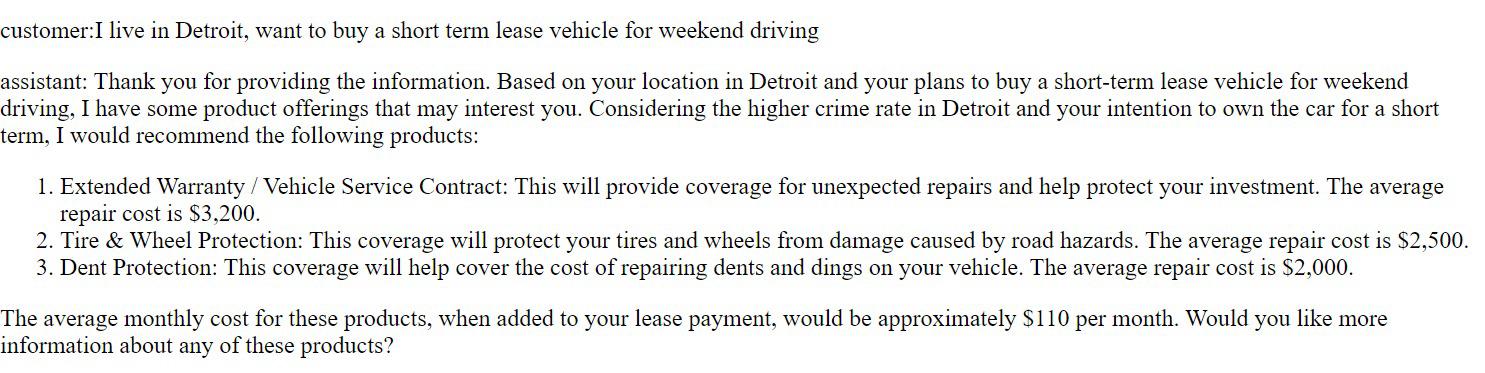 customer:I live in Detroit, want to buy a short term lease vehicle for weekend driving
assistant: Thank you for providing the information. Based on your location in Detroit and your plans to buy a short-term lease vehicle for weekend
driving, I have some product offerings that may interest you. Considering the higher crime rate in Detroit and your intention to own the car for a short
term, I would recommend the following products:
1. Extended Warranty / Vehicle Service Contract: This will provide coverage for unexpected repairs and help protect your investment. The average
repair cost is $3,200.
2. Tire & Wheel Protection: This coverage will protect your tires and wheels from damage caused by road hazards. The average repair cost is $2,500.
3. Dent Protection: This coverage will help cover the cost of repairing dents and dings on your vehicle. The average repair cost is $2,000.
The average monthly cost for these products, when added to your lease payment, would be approximately $110 per month. Would you like more
information about any of these products?